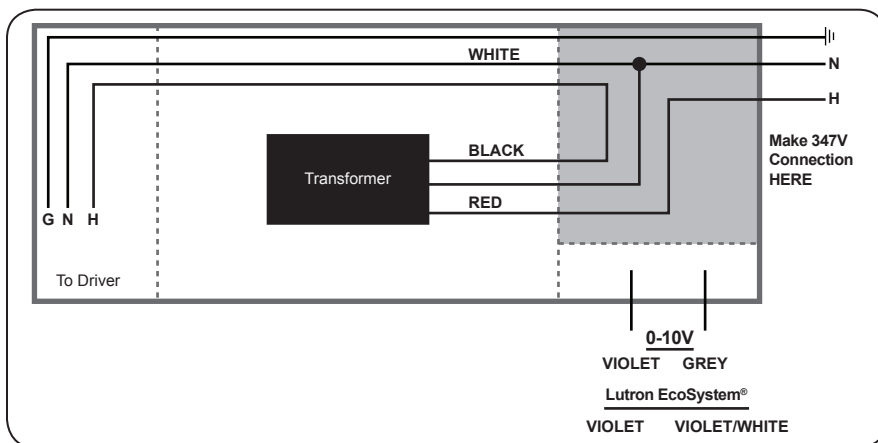 WHITE
N
H
BLACK
Make 347V
Connection
HERE
Transformer
RED
G N H
To Driver
0-10V
VIOLET GREY
Lutron EcoSystem®
VIOLET VIOLET/WHITE